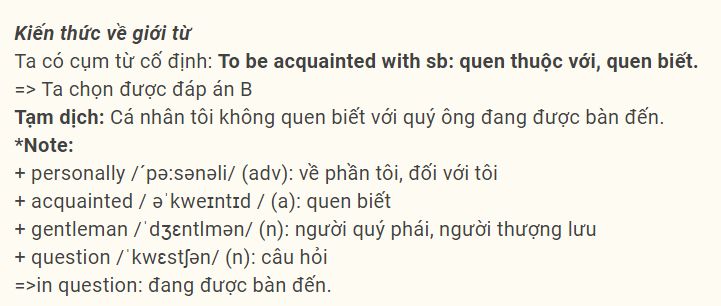 Kiến thức về giới từ
Ta có cụm từ cố định: To be acquainted with sb: quen thuộc với, quen biết.
=> Ta chọn được đáp án B
Tạm dịch: Cá nhân tôi không quen biết với quý ông đang được bàn đến.
*Note:
+ personally /´pə:sənəli/ (adv): về phần tôi, đối với tôi
+ acquainted / əˈkweɪntɪd / (a): quen biết
+ gentleman /ˈdʒɛntlmən/ (n): người quý phái, người thượng lưu
+ question /ˈkwɛstʃən/ (n): câu hỏi
=>in question: đang được bàn đến.